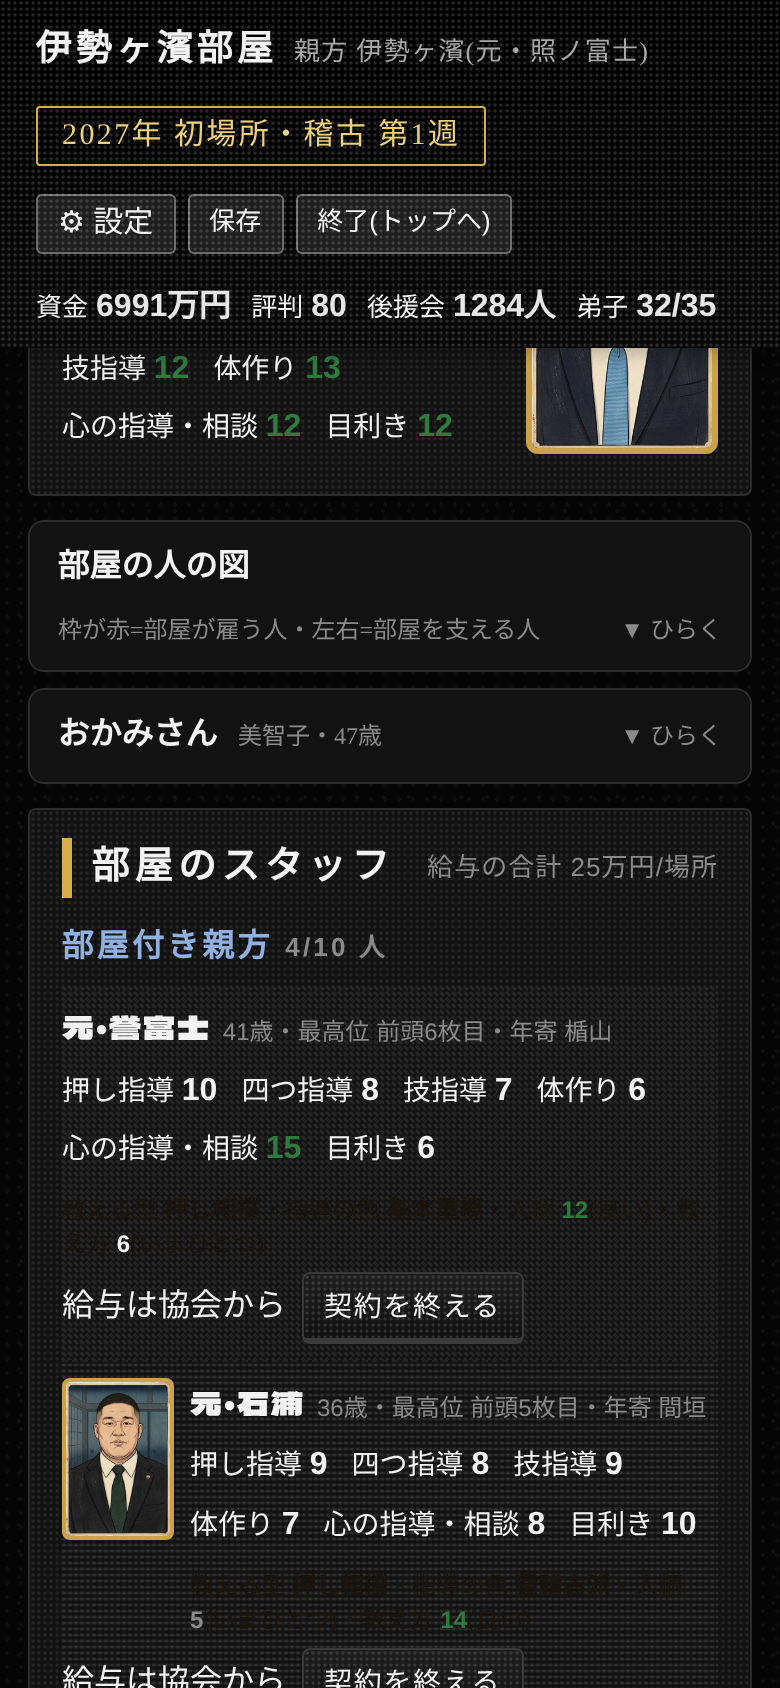 伊勢ヶ濱部屋 親方 伊勢ヶ濱(元・照ノ富士)
2027年 初場所・稽古 第1週
⚙ 設定 保存 終了(トップへ)
資金 6991万円 評判 80 後援会 1284人 弟子 32/35
技指導 12 体作り 13
心の指導・相談 12 目利き 12
部屋の人の図
枠が赤=部屋が雇う人・左右=部屋を支える人 ▼ ひらく
おかみさん 美智子・47歳 ▼ ひらく
部屋のスタッフ 給与の合計 25万円/場所
部屋付き親方 4/10 人
元・誉富士 41歳・最高位 前頭6枚目・年寄 楯山
押し指導 10 四つ指導 8 技指導 7 体作り 6
心の指導・相談 15 目利き 6
12
6
給与は協会から 契約を終える
元・石浦 36歳・最高位 前頭5枚目・年寄 間垣
押し指導 9 四つ指導 8 技指導 9
体作り 7 心の指導・相談 8 目利き 10
5 14
給与は協会から 契約を終える